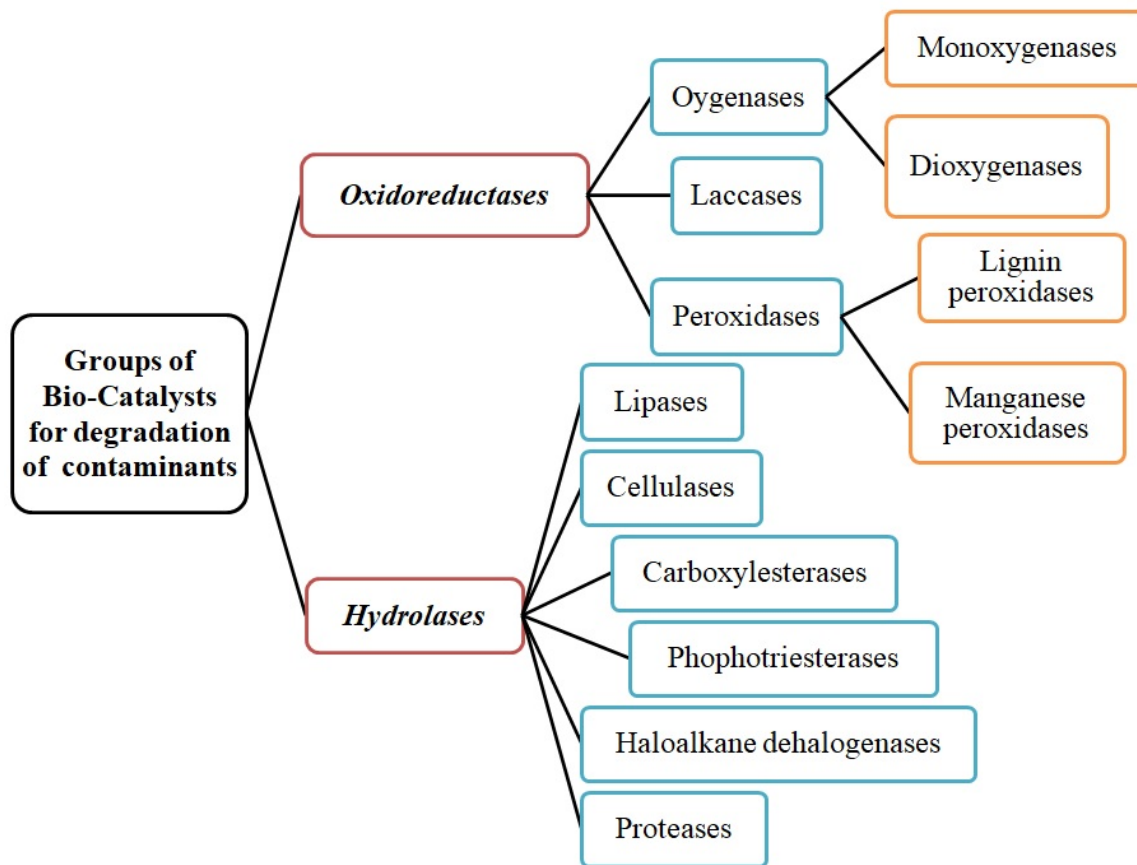 Groups of
Bio-Catalysts
for degradation
of contaminants
Oxidoreductases
Oygenases
Monoxygenases
Dioxygenases
Laccases
Peroxidases
Lignin
peroxidases
Manganese
peroxidases
Hydrolases
Lipases
Cellulases
Carboxylesterases
Phophotriesterases
Haloalkane dehalogenases
Proteases